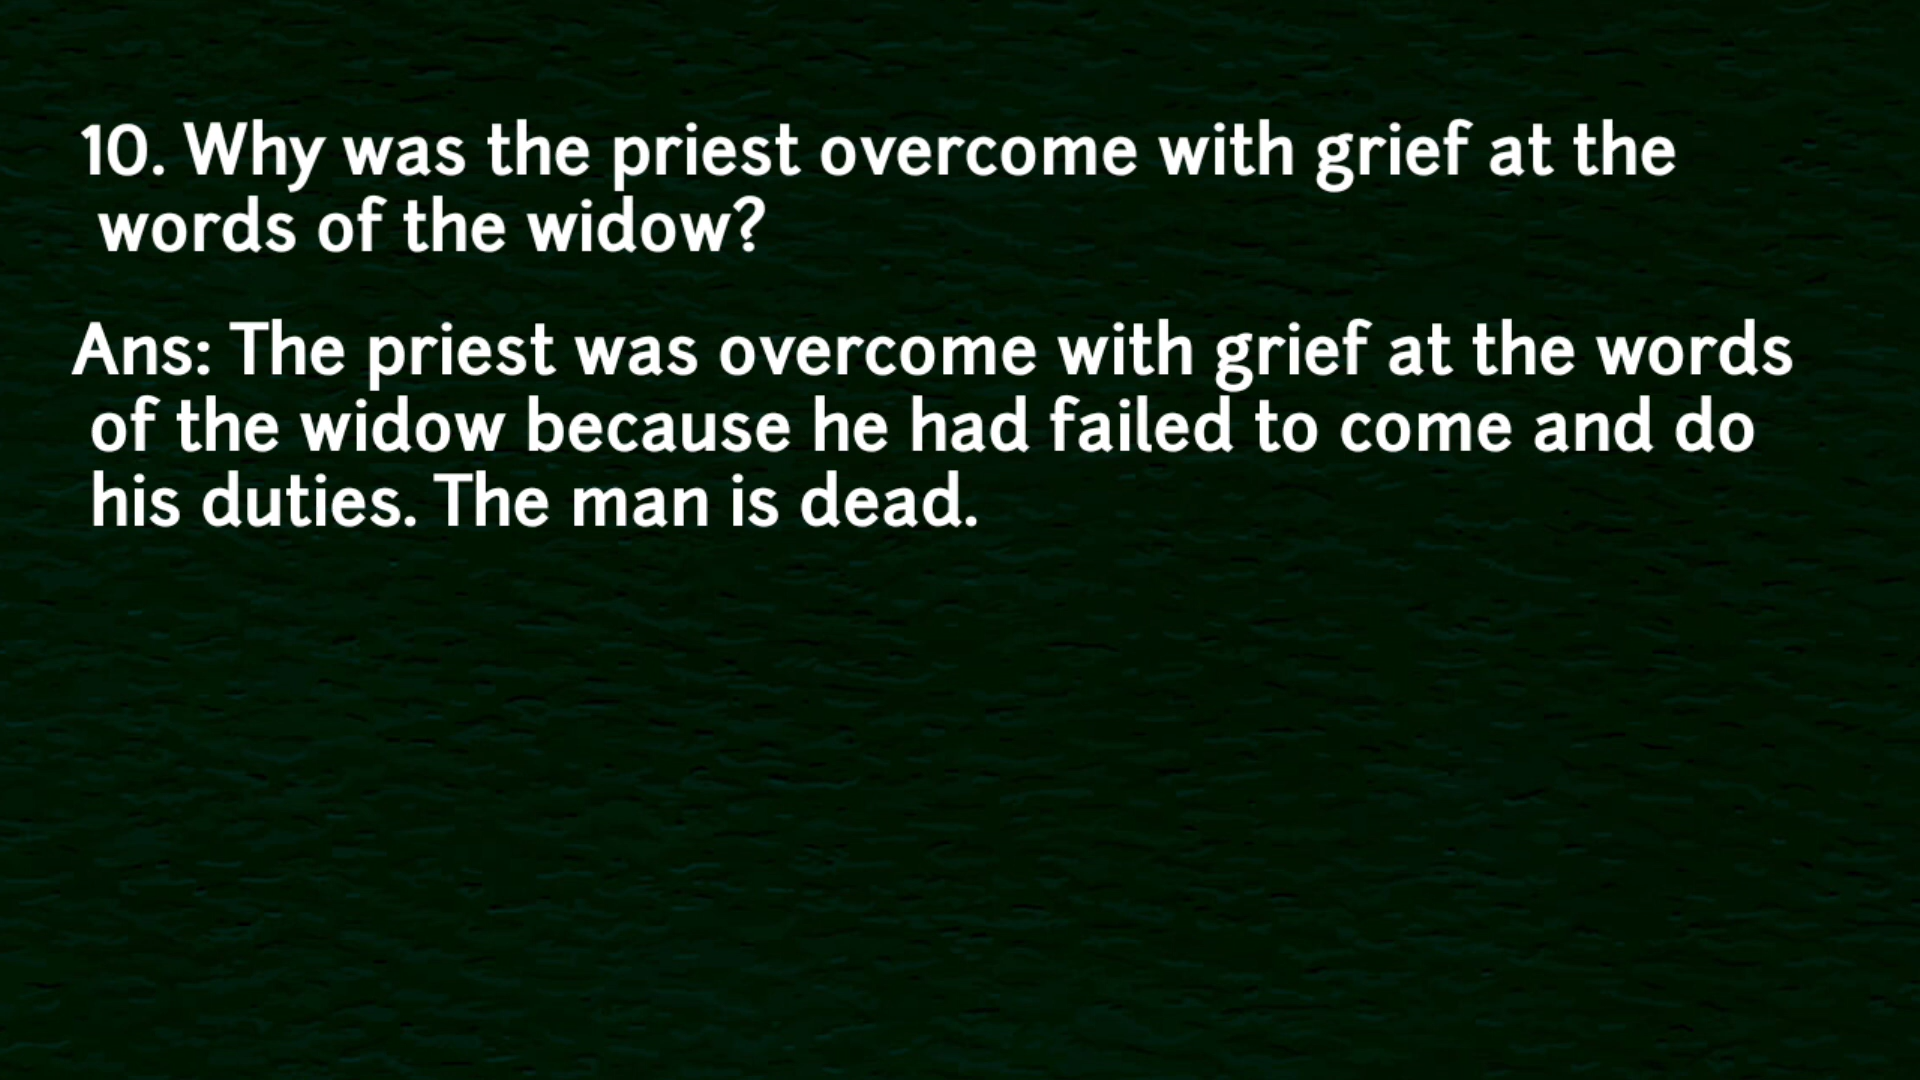 10. Why was the priest overcome with grief at the
words of the widow?
Ans: The priest was overcome with grief at the words
of the widow because he had failed to come and do
his duties. The man is dead.